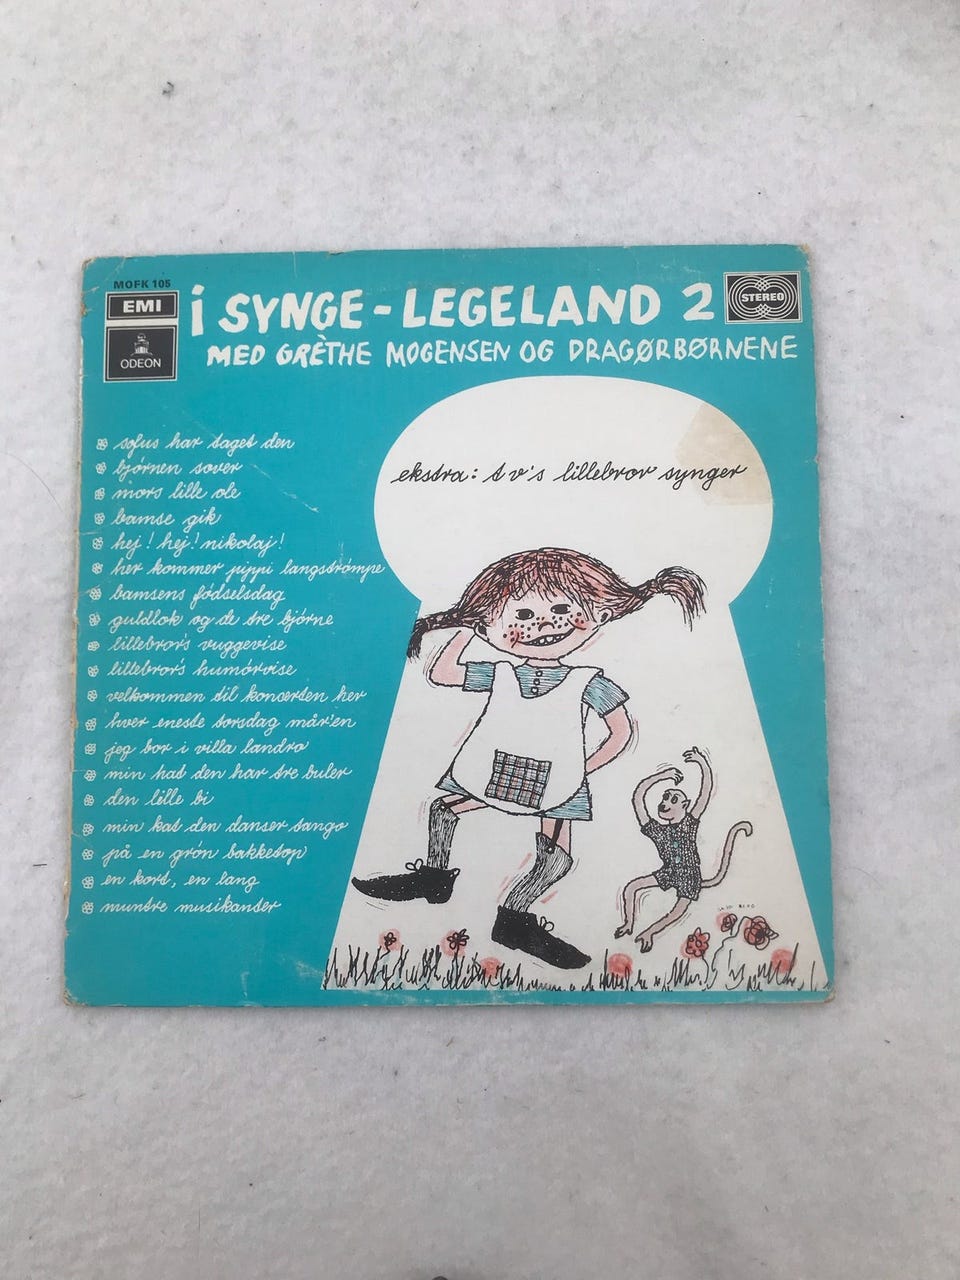 MOFK 105
EMI
ODEON
i SYNGE - LEGELAND 2
STEREO
MED GRÈTHE MOGENSEN OG DRAGØRBØRNENE
ekstra: tv's lillebror synger
sofus har taget den
bjørnen sover
mors lille ole
bamse gik
hej! hej! nikolaj!
her kommer pippi langstrømpe
bamsens fødselsdag
guldlok og de tre bjørne
lillebror's vuggevise
lillebror's humørvise
velkommen til koncerten her
hver eneste torsdag mår'en
jeg bor i villa landro
min hat den har tre buler
den lille bi
min kat den danser tango
på en grøn bakketop
en kort, en lang
muntre musikanter